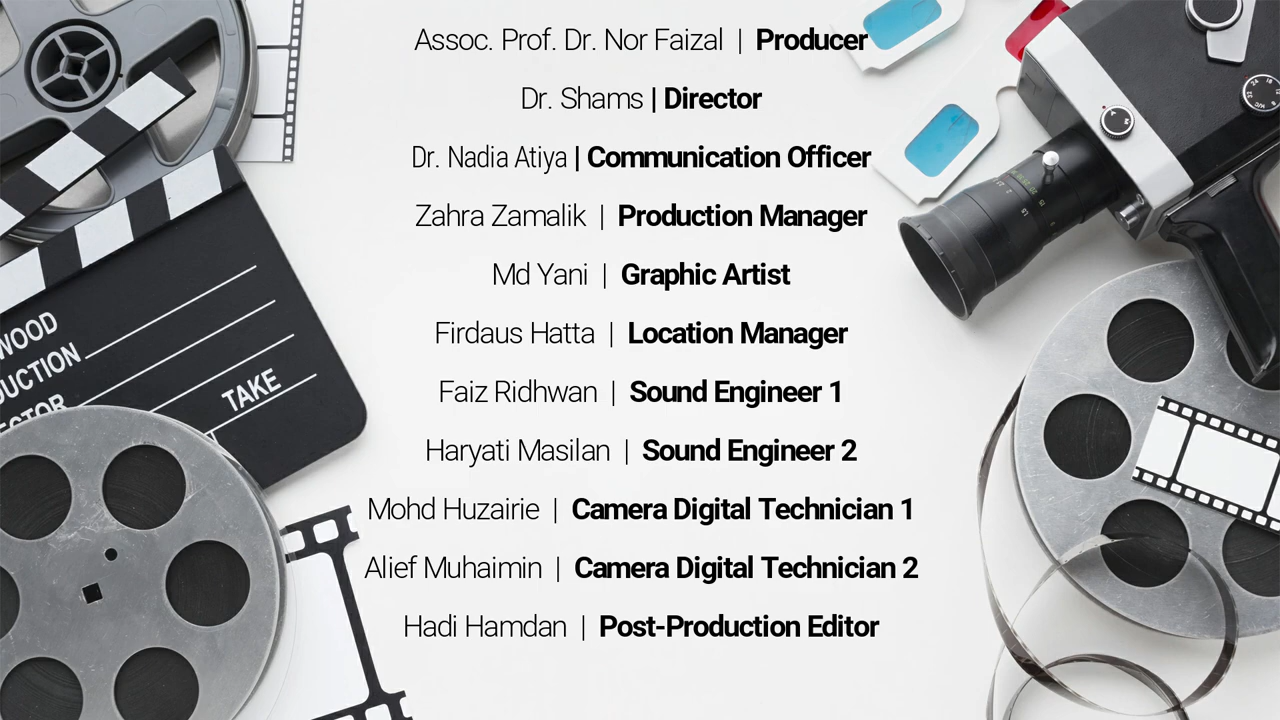 Assoc. Prof. Dr. Nor Faizal | Producer
Dr. Shams | Director
Dr. Nadia Atiya | Communication Officer
Zahra Zamalik | Production Manager
Md Yani | Graphic Artist
Firdaus Hatta | Location Manager
Faiz Ridhwan | Sound Engineer 1
Haryati Masilan | Sound Engineer 2
Mohd Huzairie | Camera Digital Technician 1
Alief Muhaimin | Camera Digital Technician 2
Hadi Hamdan | Post-Production Editor
WOOD
UCTION
TAKE